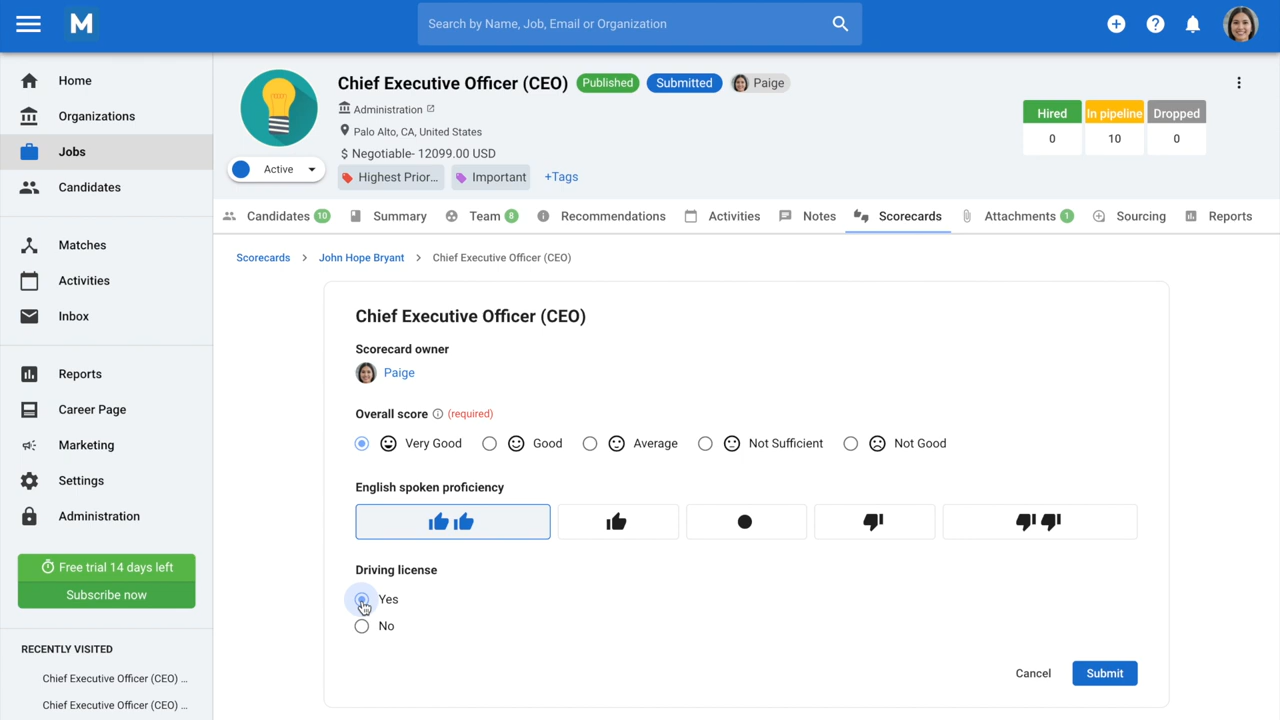 M
Search by Name, Job, Email or Organization
Home
Organizations
Jobs
Candidates
Matches
Activities
Inbox
Reports
Career Page
Marketing
Settings
Administration
Free trial 14 days left
Subscribe now
RECENTLY VISITED
Chief Executive Officer (CEO) ...
Chief Executive Officer (CEO) ...
Chief Executive Officer (CEO) Published Submitted Paige
Administration
Palo Alto, CA, United States
$ Negotiable- 12099.00 USD
Active
Highest Prior... Important +Tags
Hired In pipeline Dropped
0 10 0
Candidates 10 Summary Team 8 Recommendations Activities Notes Scorecards Attachments 1 Sourcing Reports
Scorecards > John Hope Bryant > Chief Executive Officer (CEO)
Chief Executive Officer (CEO)
Scorecard owner
Paige
Overall score (required)
Very Good Good Average Not Sufficient Not Good
English spoken proficiency
Driving license
Yes
No
Cancel Submit